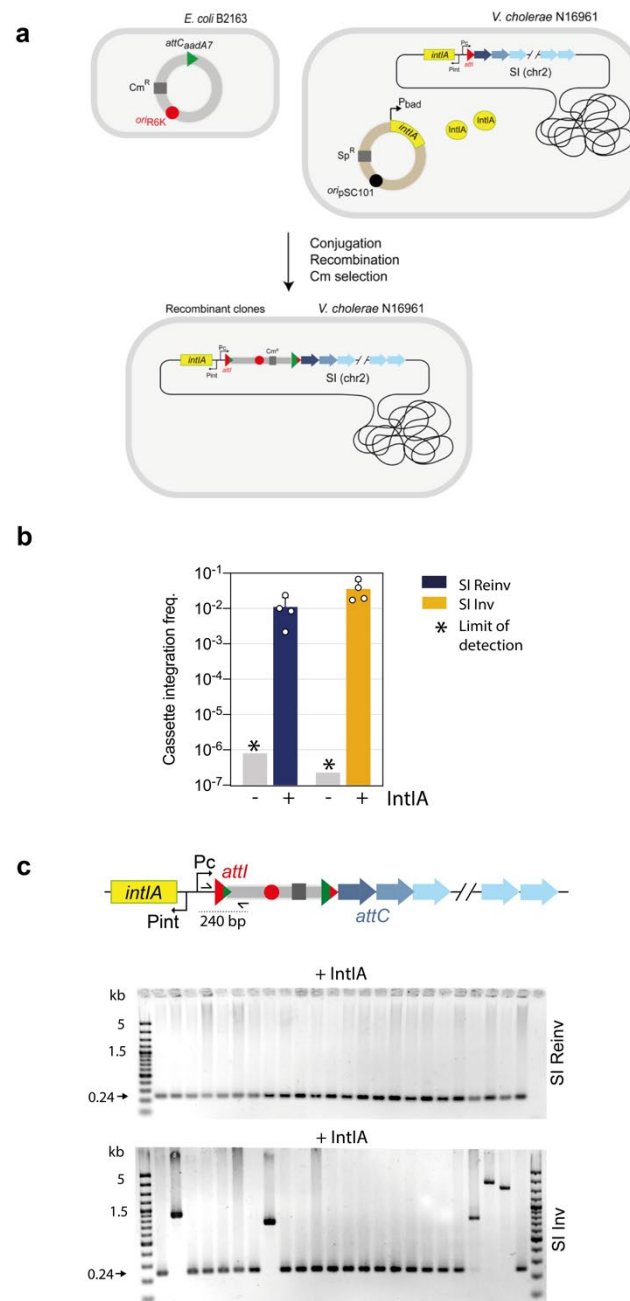 a
E. coli B2163
attCaadA7
CmR
oriR6K
V. cholerae N16961
intIA
Pc
attI
Pint
SI (chr2)
Pbad
intIA
IntIA
IntIA
SpR
oripSC101
Conjugation
Recombination
Cm selection
Recombinant clones
V. cholerae N16961
intIA
Pc
CmR
attI
Pint
SI (chr2)
b
Cassette integration freq.
10-1
10-2
10-3
10-4
10-5
10-6
10-7
*
*
- + - + IntIA
SI Reinv
SI Inv
* Limit of
detection
c
intIA
Pc
attI
Pint
240 bp
attC
+ IntIA
kb
5
1.5
0.24
SI Reinv
+ IntIA
kb
5
1.5
0.24
SI Inv